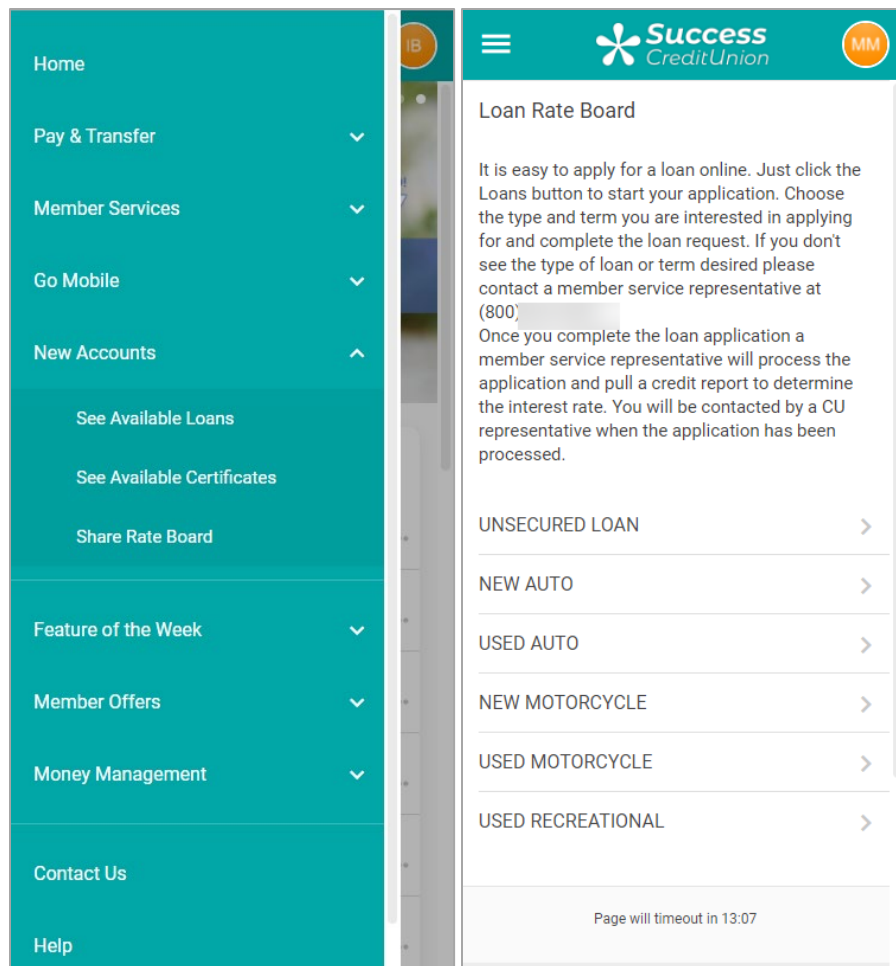 Home
Pay & Transfer
Member Services
Go Mobile
New Accounts
See Available Loans
See Available Certificates
Share Rate Board
Feature of the Week
Member Offers
Money Management
Contact Us
Help
IB
Success
CreditUnion
MM
Loan Rate Board
It is easy to apply for a loan online. Just click the
Loans button to start your application. Choose
the type and term you are interested in applying
for and complete the loan request. If you don't
see the type of loan or term desired please
contact a member service representative at
(800)
Once you complete the loan application a
member service representative will process the
application and pull a credit report to determine
the interest rate. You will be contacted by a CU
representative when the application has been
processed.
UNSECURED LOAN
NEW AUTO
USED AUTO
NEW MOTORCYCLE
USED MOTORCYCLE
USED RECREATIONAL
Page will timeout in 13:07